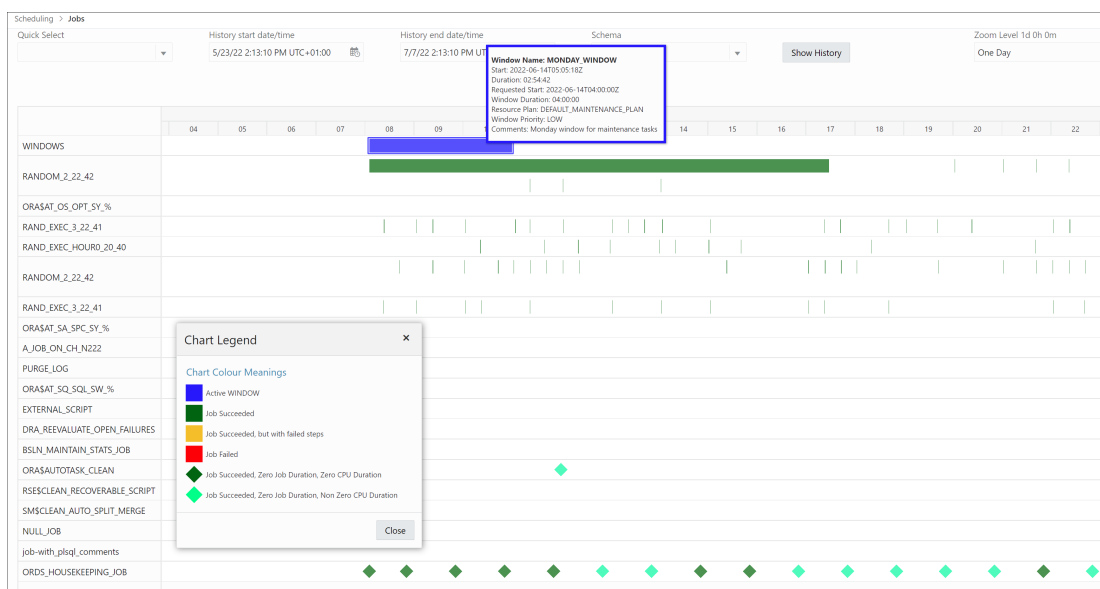 Scheduling > Jobs
Quick Select
History start date/time
History end date/time
Schema
Zoom Level 1d 0h 0m
5/23/22 2:13:10 PM UTC+01:00
7/7/22 2:13:10 PM UT
Show History
One Day
Window Name: MONDAY_WINDOW
Start: 2022-06-14T05:05:18Z
Duration: 02:54:42
Requested Start: 2022-06-14T04:00:00Z
Window Duration: 04:00:00
Resource Plan: DEFAULT_MAINTENANCE_PLAN
Window Priority: LOW
Comments: Monday window for maintenance tasks
04 05 06 07 08 09 1 14 15 16 17 18 19 20 21 22
WINDOWS
RANDOM_2_22_42
ORA$AT_OS_OPT_SY_%
RAND_EXEC_3_22_41
RAND_EXEC_HOUR0_20_40
RANDOM_2_22_42
RAND_EXEC_3_22_41
ORA$AT_SA_SPC_SY_%
A_JOB_ON_CH_N222
PURGE_LOG
ORA$AT_SQ_SQL_SW_%
EXTERNAL_SCRIPT
DRA_REEVALUATE_OPEN_FAILURES
BSLN_MAINTAIN_STATS_JOB
ORA$AUTOTASK_CLEAN
RSE$CLEAN_RECOVERABLE_SCRIPT
SM$CLEAN_AUTO_SPLIT_MERGE
NULL_JOB
job-with_plsql_comments
ORDS_HOUSEKEEPING_JOB
Chart Legend
×
Chart Colour Meanings
Active WINDOW
Job Succeeded
Job Succeeded, but with failed steps
Job Failed
Job Succeeded, Zero Job Duration, Zero CPU Duration
Job Succeeded, Zero Job Duration, Non Zero CPU Duration
Close